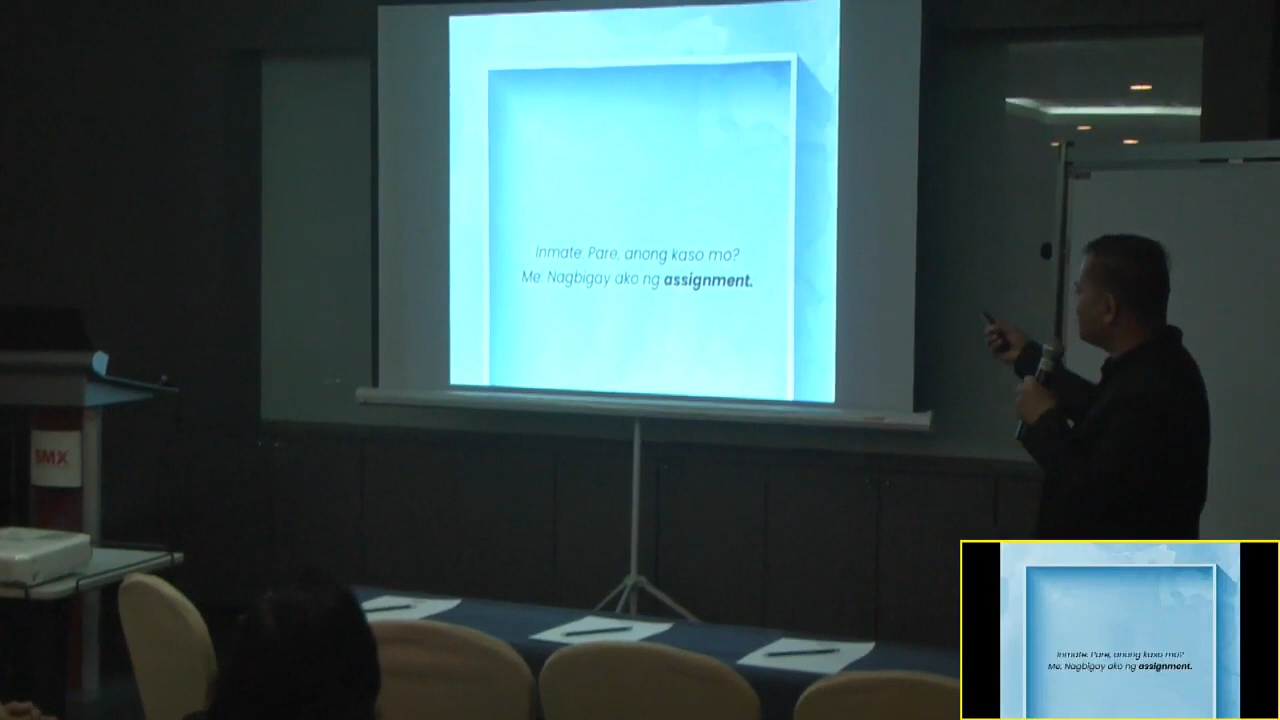 Inmate: Pare, anong kaso mo?
Me: Nagbigay ako ng assignment.
SMX
Inmate: Pare, anong kaso mo?
Me: Nagbigay ako ng assignment.